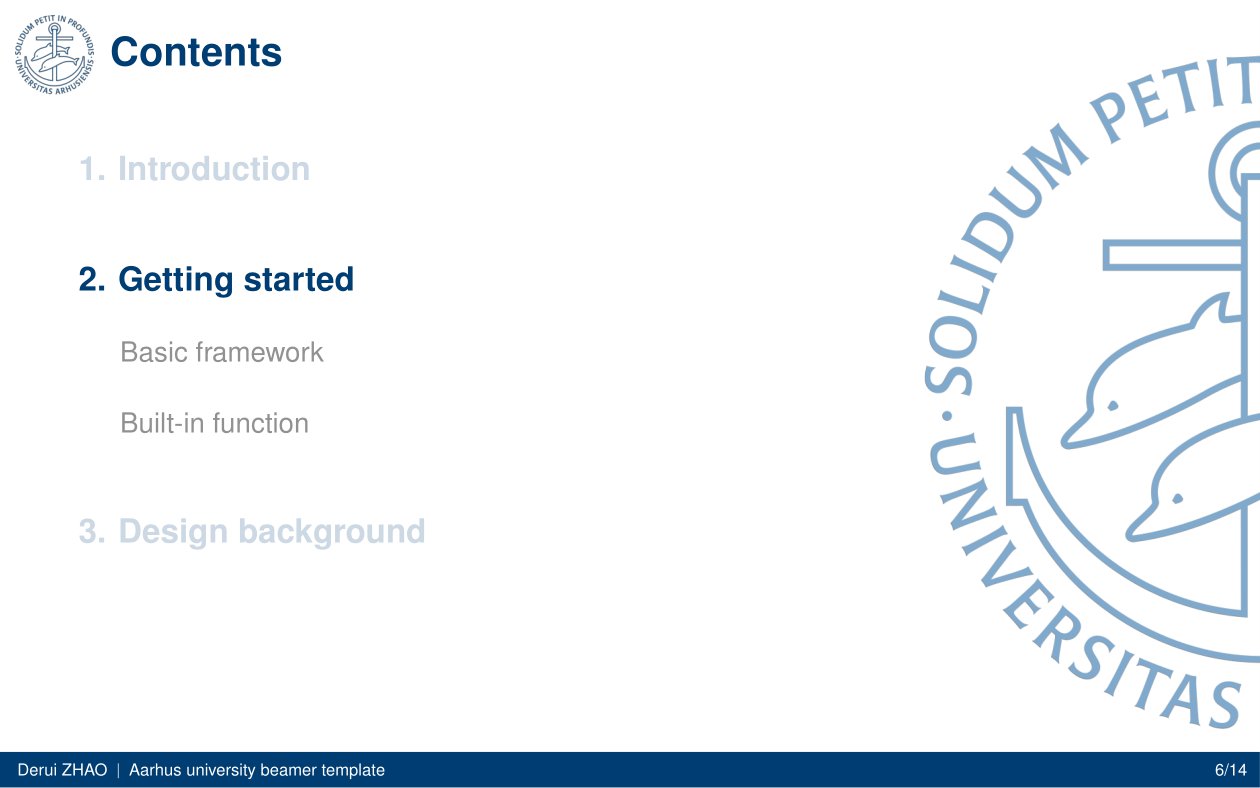 SOLIDUM PETIT IN PROFUNDIS
· UNIVERSITAS ARHUSIENSIS ·
Contents
1. Introduction
2. Getting started
Basic framework
Built-in function
3. Design background
SOLIDUM PETIT
· UNIVERSITAS
Derui ZHAO | Aarhus university beamer template
6/14